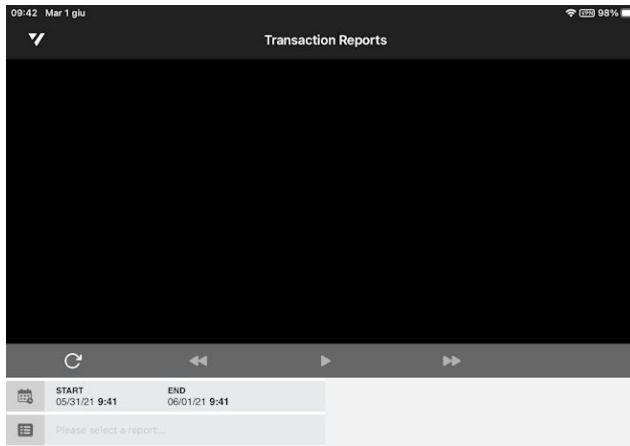 09:42 Mar 1 giu VPN 98%
Transaction Reports
START END
05/31/21 9:41 06/01/21 9:41
Please select a report...